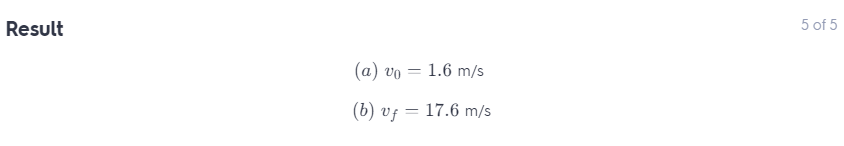 Result
5 of 5
(a) v₀ = 1.6 m/s
(b) v_f = 17.6 m/s